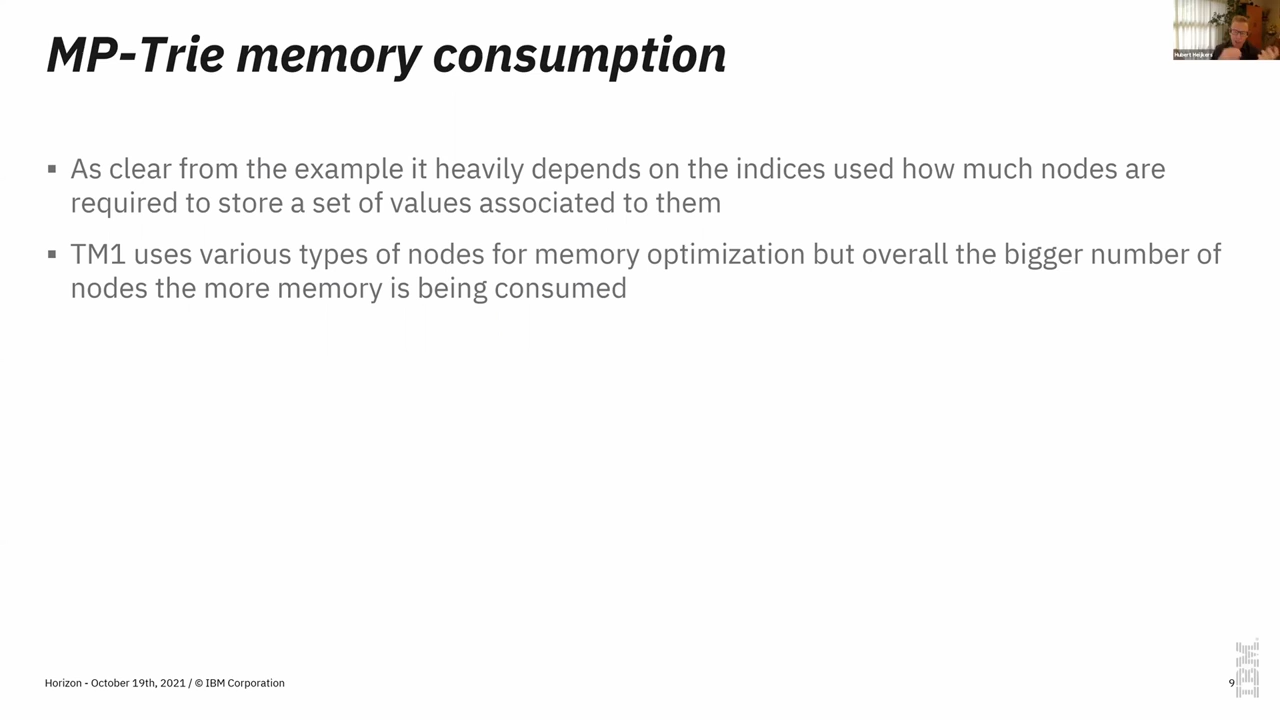 MP-Trie memory consumption
Hubert Heijkers
▪ As clear from the example it heavily depends on the indices used how much nodes are
required to store a set of values associated to them
▪ TM1 uses various types of nodes for memory optimization but overall the bigger number of
nodes the more memory is being consumed
Horizon - October 19th, 2021 / © IBM Corporation
9
IBM